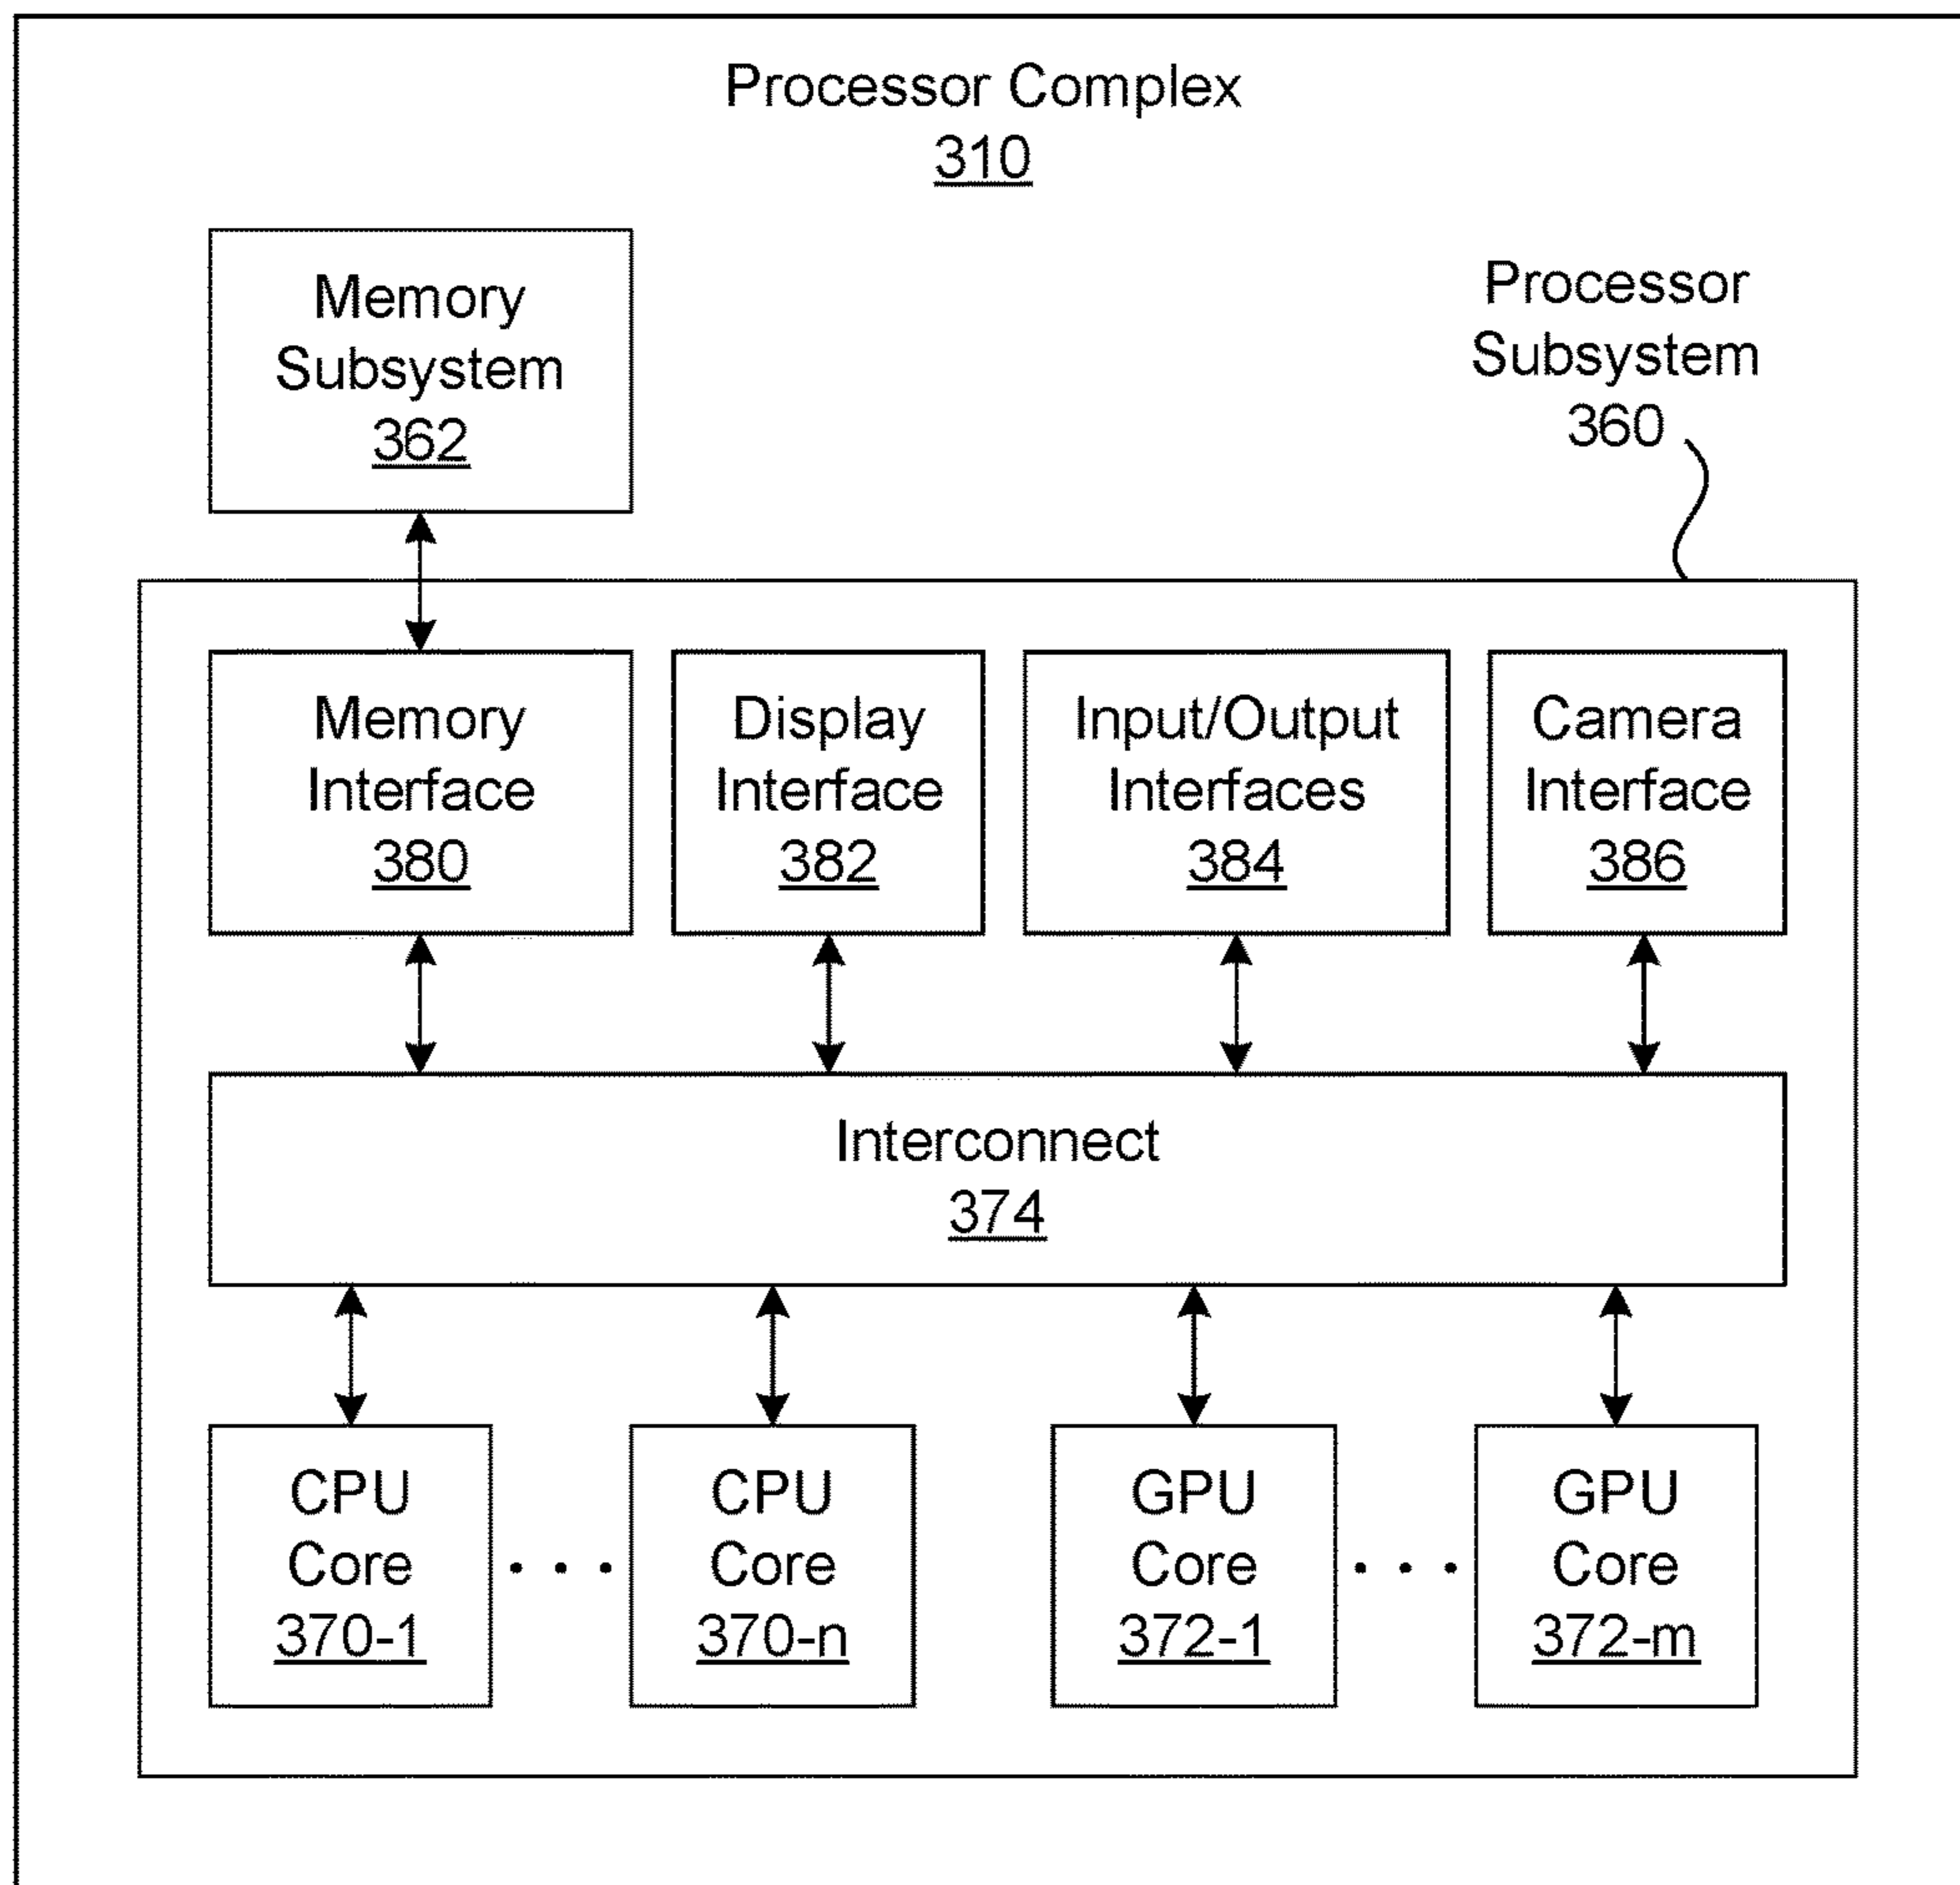 Processor Complex
310
Memory
Subsystem
362
Processor
Subsystem
360
Memory
Interface
380
Display
Interface
382
Input/Output
Interfaces
384
Camera
Interface
386
Interconnect
374
CPU
Core
370-1
CPU
Core
370-n
GPU
Core
372-1
GPU
Core
372-m